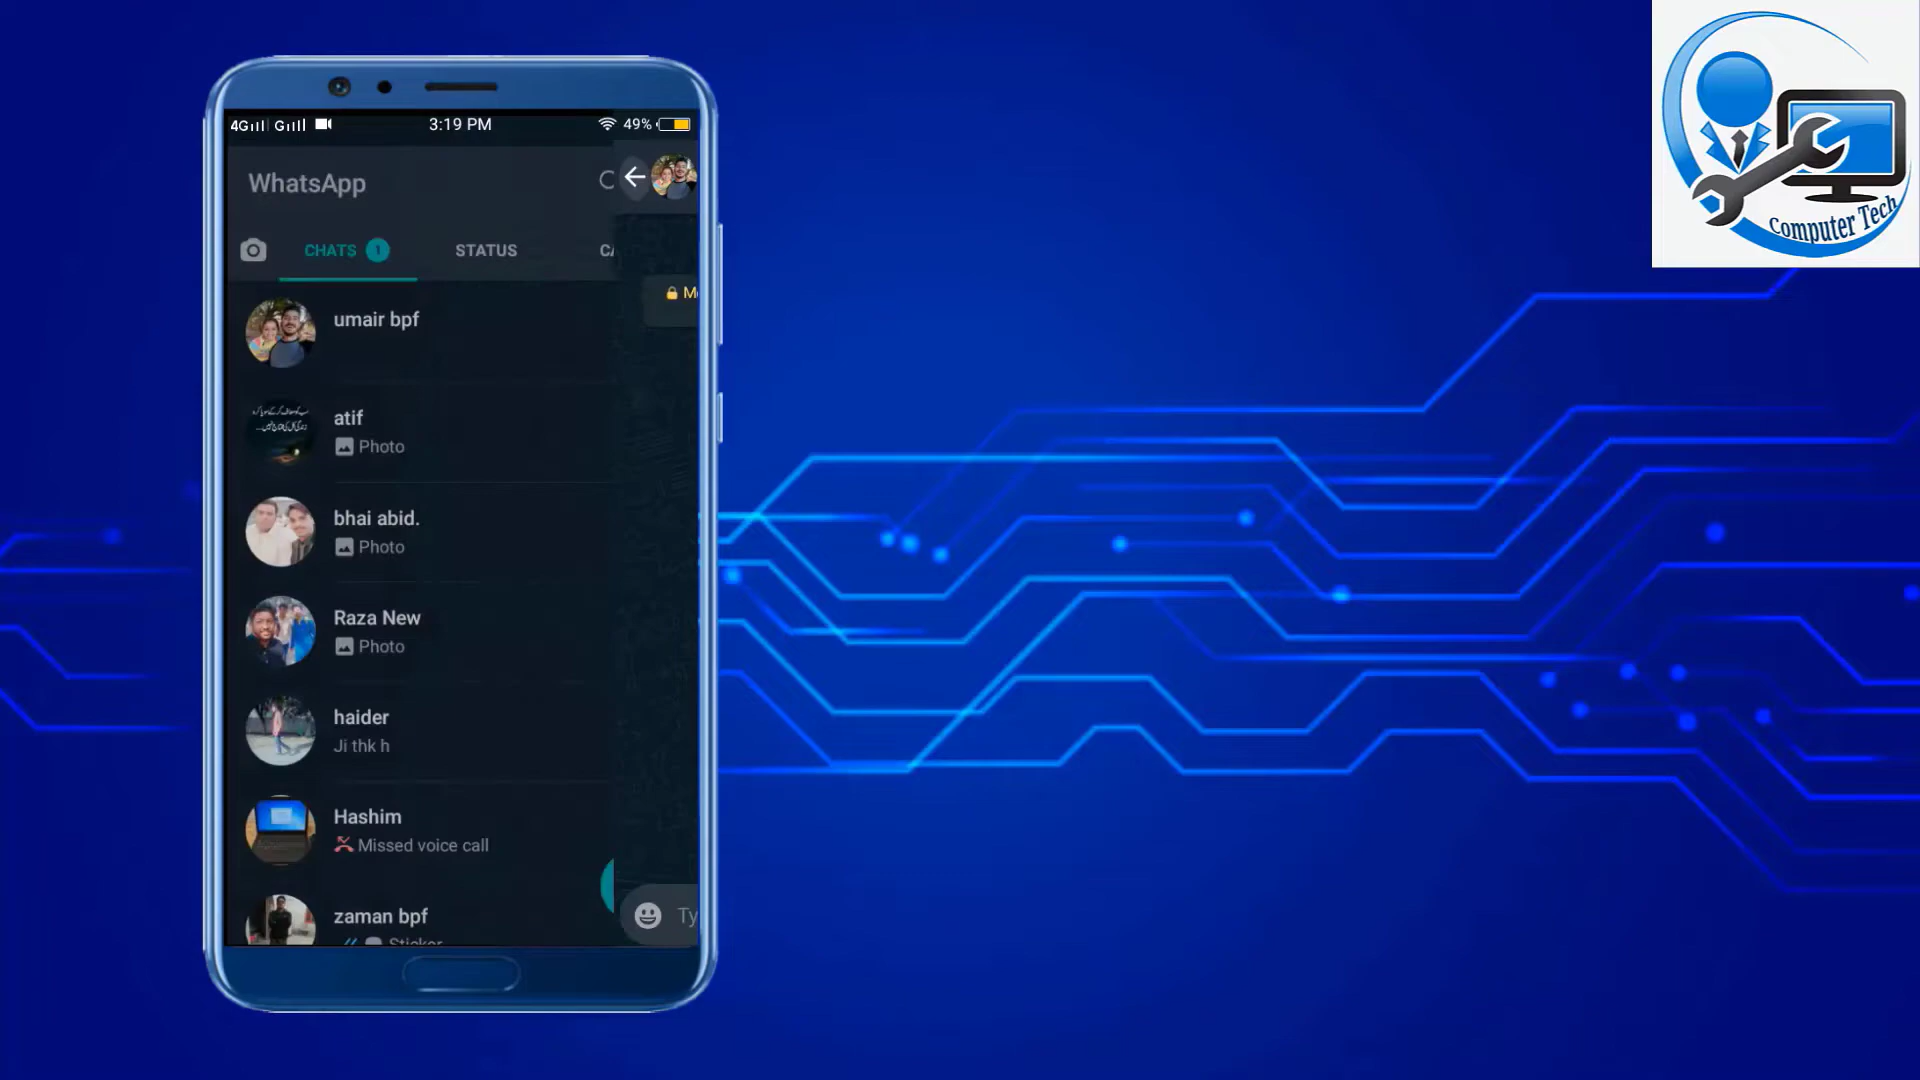 4G G 3:19 PM 49%
WhatsApp
CHATS 1 STATUS
umair bpf
atif
Photo
bhai abid.
Photo
Raza New
Photo
haider
Ji thk h
Hashim
Missed voice call
zaman bpf
Sticker
Computer Tech